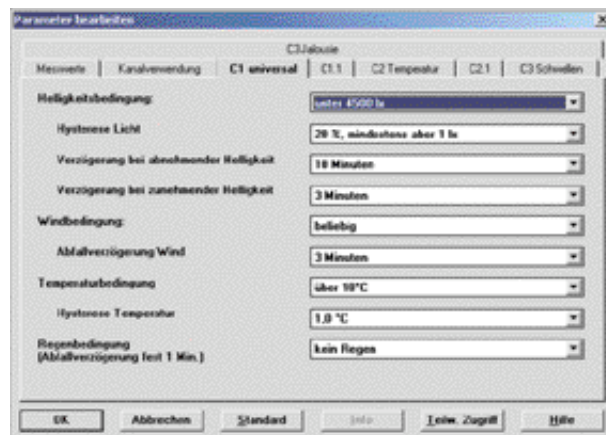 Parameter bearbeiten
C3 Jalousie
Messwerte Kanalverwendung C1 universal C1.1 C2 Temperatur C2.1 C3 Schwellen
Helligkeitsbedingung: unter 4500 lx
Hysterese Licht 20 %, mindestens aber 1 lx
Verzögerung bei abnehmender Helligkeit 10 Minuten
Verzögerung bei zunehmender Helligkeit 3 Minuten
Windbedingung: beliebig
Abfallverzögerung Wind 3 Minuten
Temperaturbedingung über 10°C
Hysterese Temperatur 1,0 °C
Regenbedingung kein Regen
(Abfallverzögerung fest 1 Min.)
OK Abbrechen Standard Info Teilw. Zugriff Hilfe